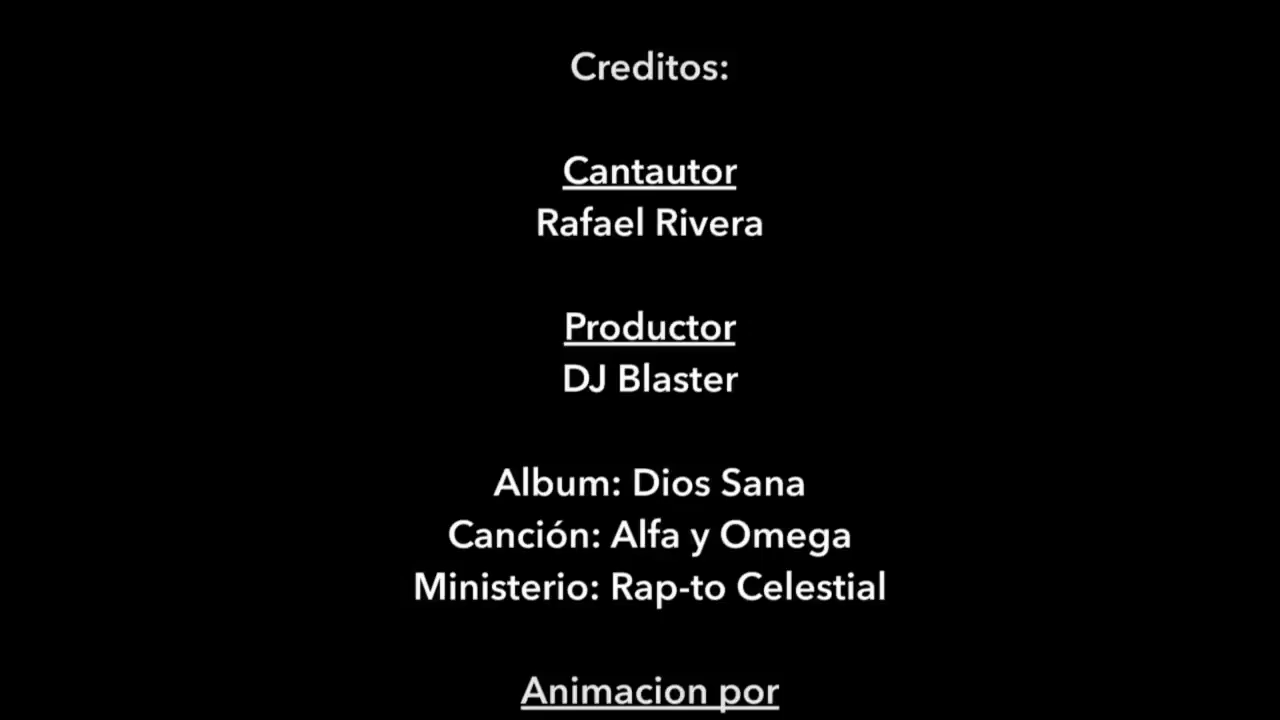 Creditos:
Cantautor
Rafael Rivera
Productor
DJ Blaster
Album: Dios Sana
Canción: Alfa y Omega
Ministerio: Rap-to Celestial
Animacion por